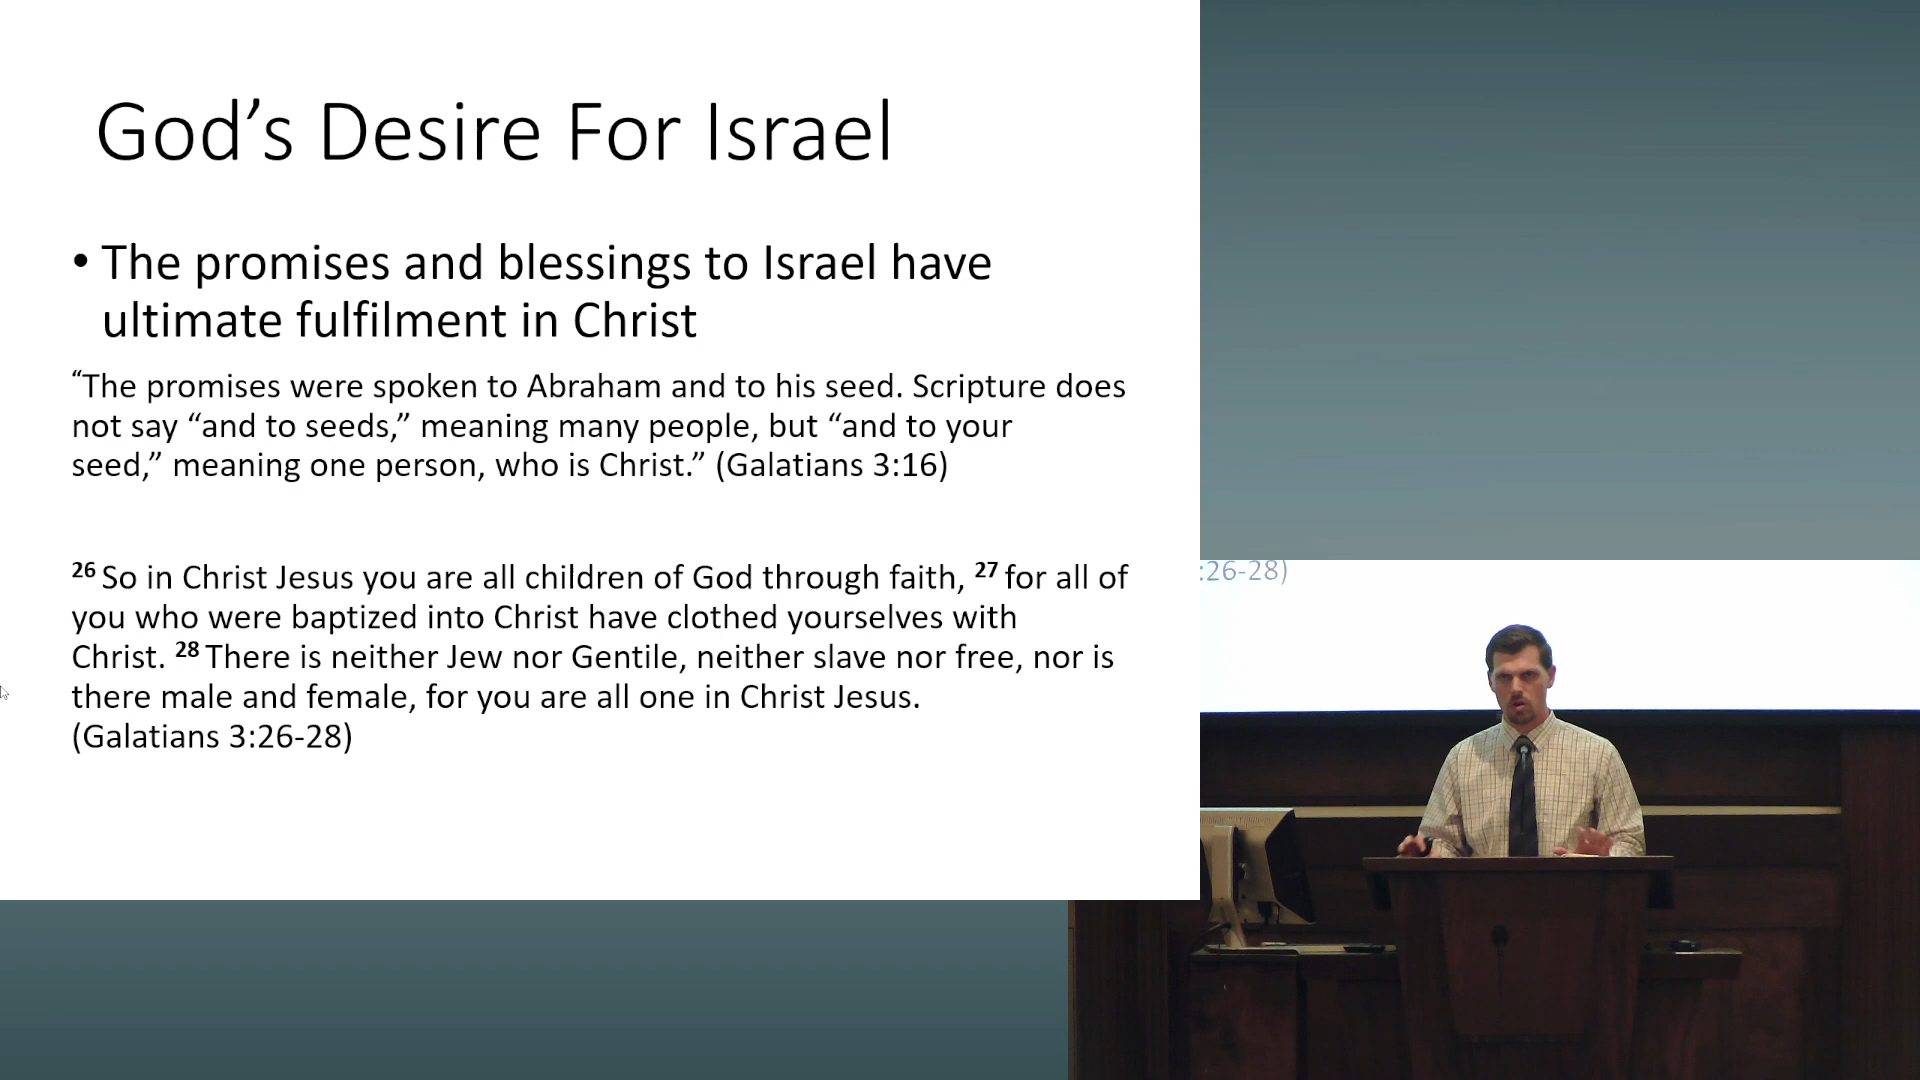 God’s Desire For Israel
• The promises and blessings to Israel have
ultimate fulfilment in Christ
“The promises were spoken to Abraham and to his seed. Scripture does
not say “and to seeds,” meaning many people, but “and to your
seed,” meaning one person, who is Christ.” (Galatians 3:16)
26 So in Christ Jesus you are all children of God through faith, 27 for all of
you who were baptized into Christ have clothed yourselves with
Christ. 28 There is neither Jew nor Gentile, neither slave nor free, nor is
there male and female, for you are all one in Christ Jesus.
(Galatians 3:26-28)
:26-28)